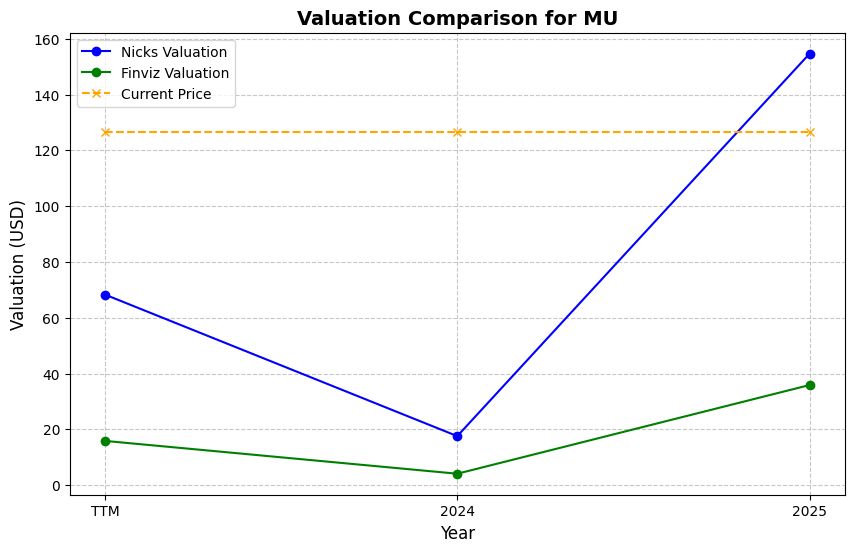 Valuation Comparison for MU
Nicks Valuation
Finviz Valuation
Current Price
Valuation (USD)
160
140
120
100
80
60
40
20
0
TTM
2024
2025
Year